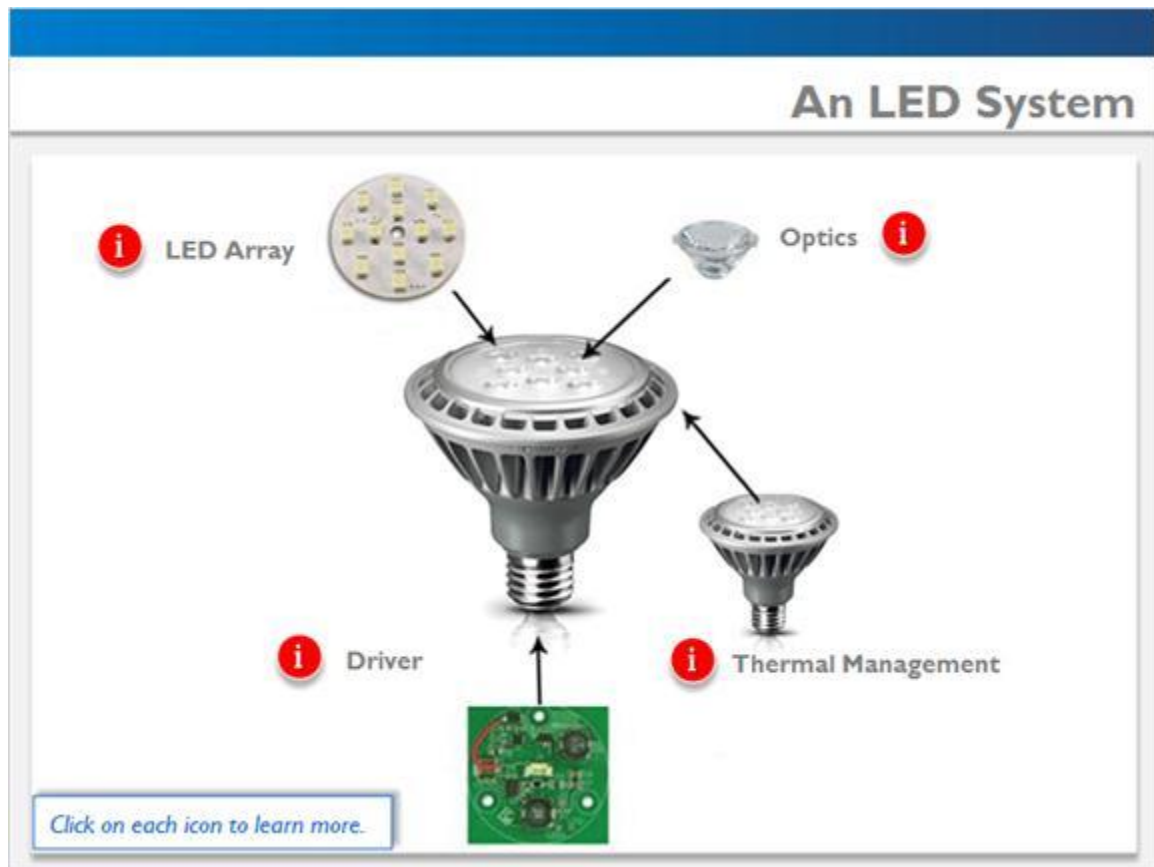 An LED System
i LED Array
Optics i
i Driver
i Thermal Management
Click on each icon to learn more.